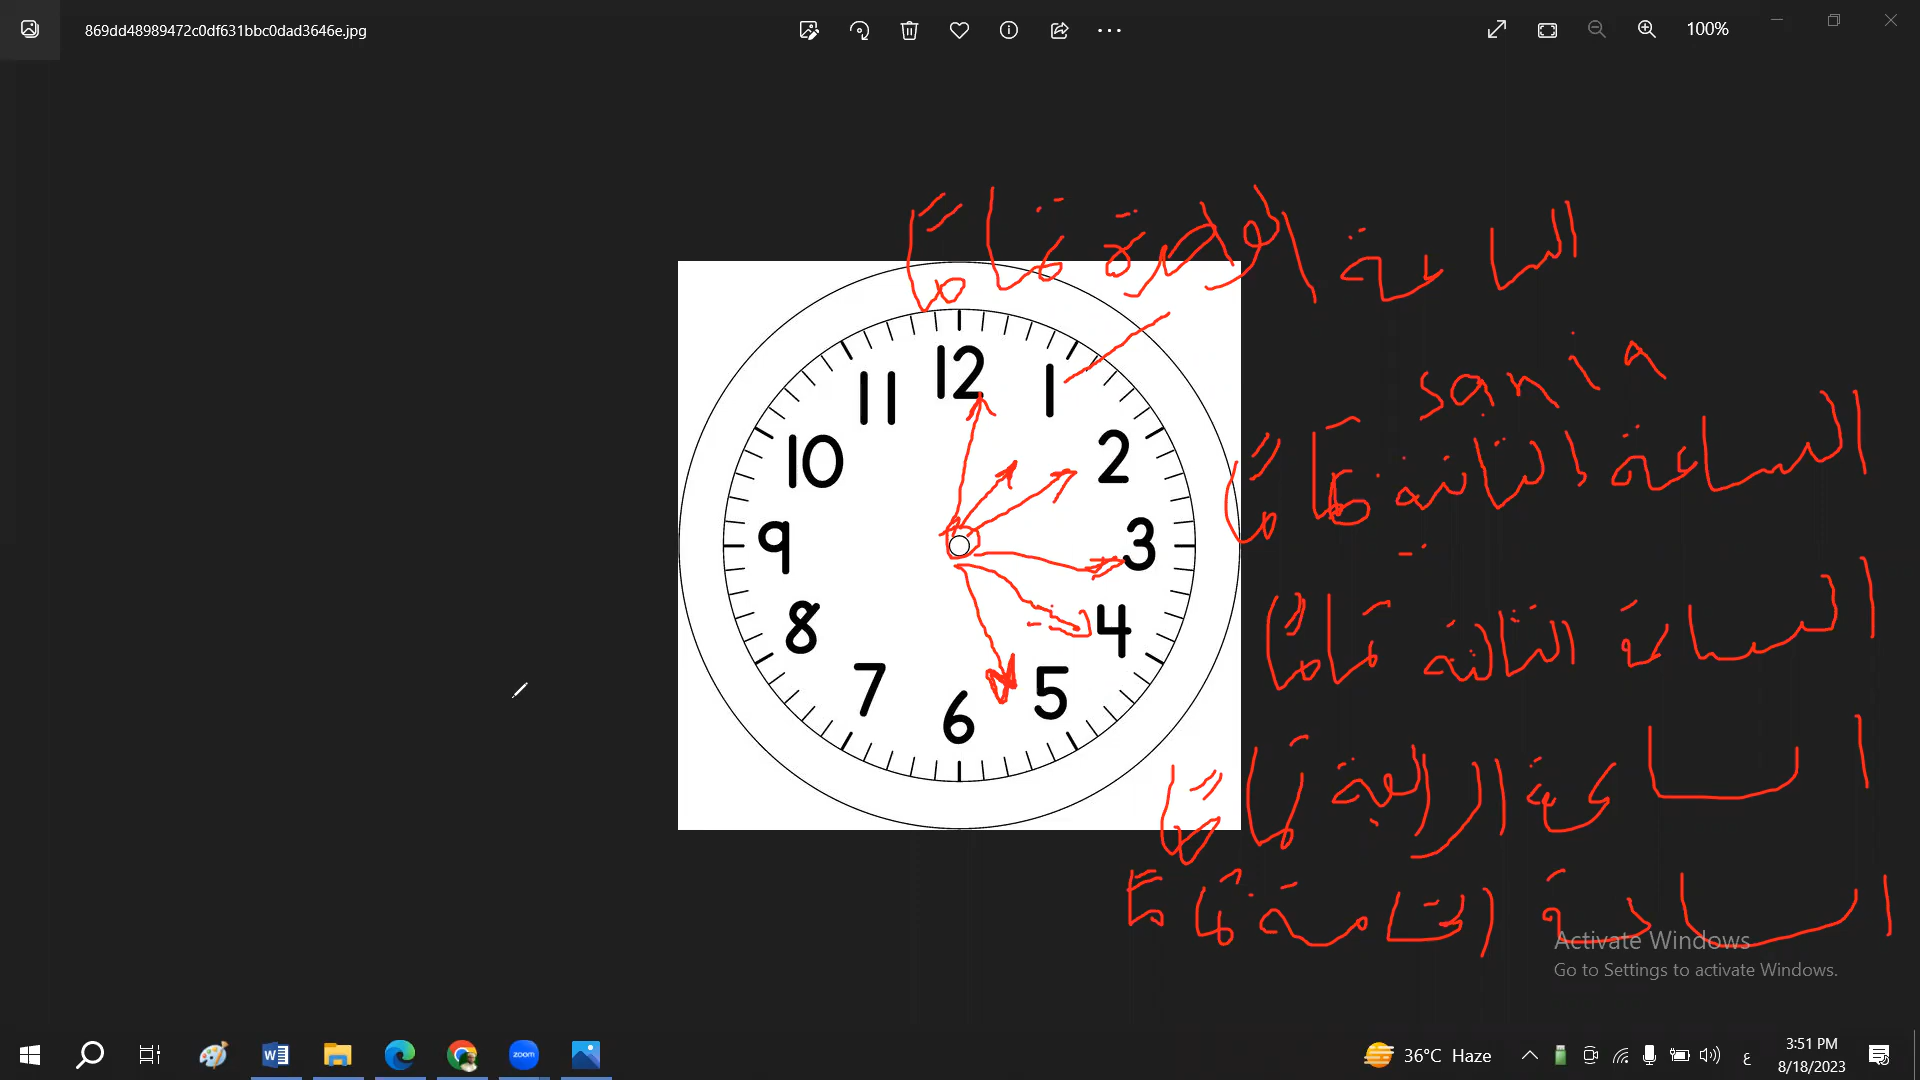 869dd48989472c0df631bbc0dad3646e.jpg
100%
الساعة الواحدة تماماً
12
1
11
sania
2
10
الساعة الثانية تماماً
3
9
الساعة الثالثة تماماً
4
8
5
7
6
الساعة الرابعة تماماً
الساعة الخامسة تماماً
Activate Windows
Go to Settings to activate Windows.
zoom
36°C Haze
ع
3:51 PM
8/18/2023